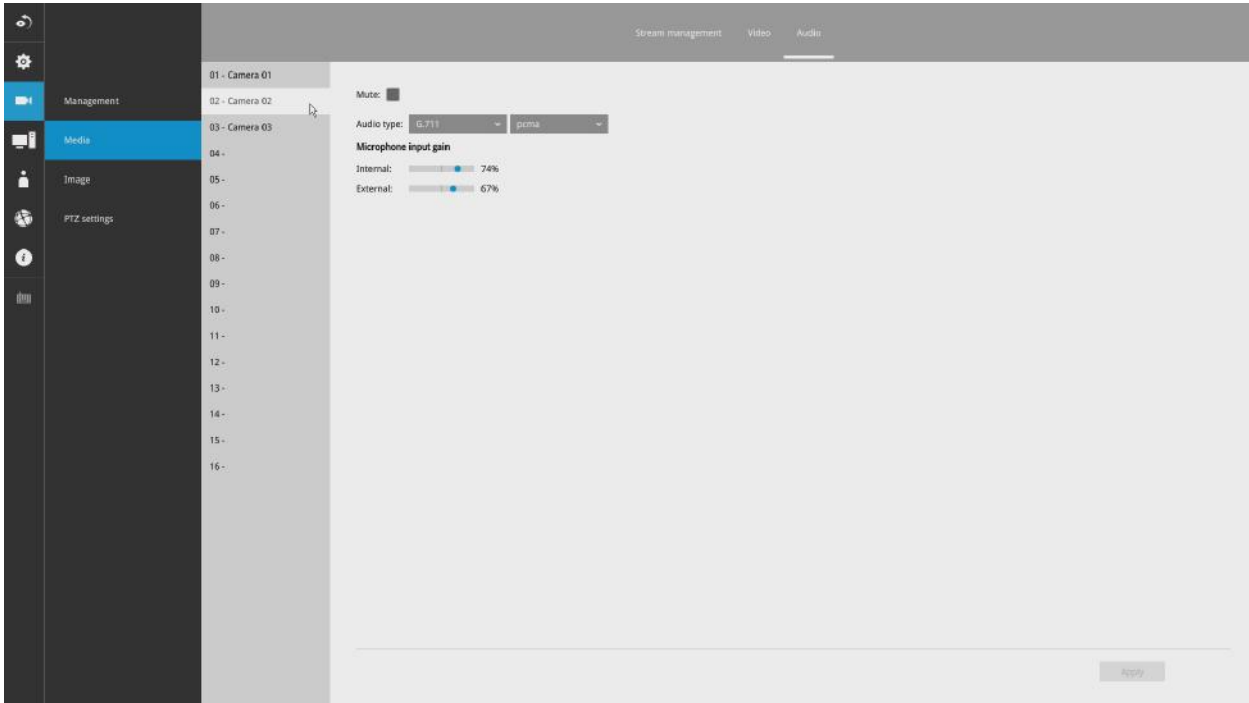 Stream management Video Audio
01 - Camera 01
02 - Camera 02
03 - Camera 03
04 -
05 -
06 -
07 -
08 -
09 -
10 -
11 -
12 -
13 -
14 -
15 -
16 -
Management
Media
Image
PTZ settings
Mute:
Audio type: G.711 pcma
Microphone input gain
Internal: 74%
External: 67%
Apply